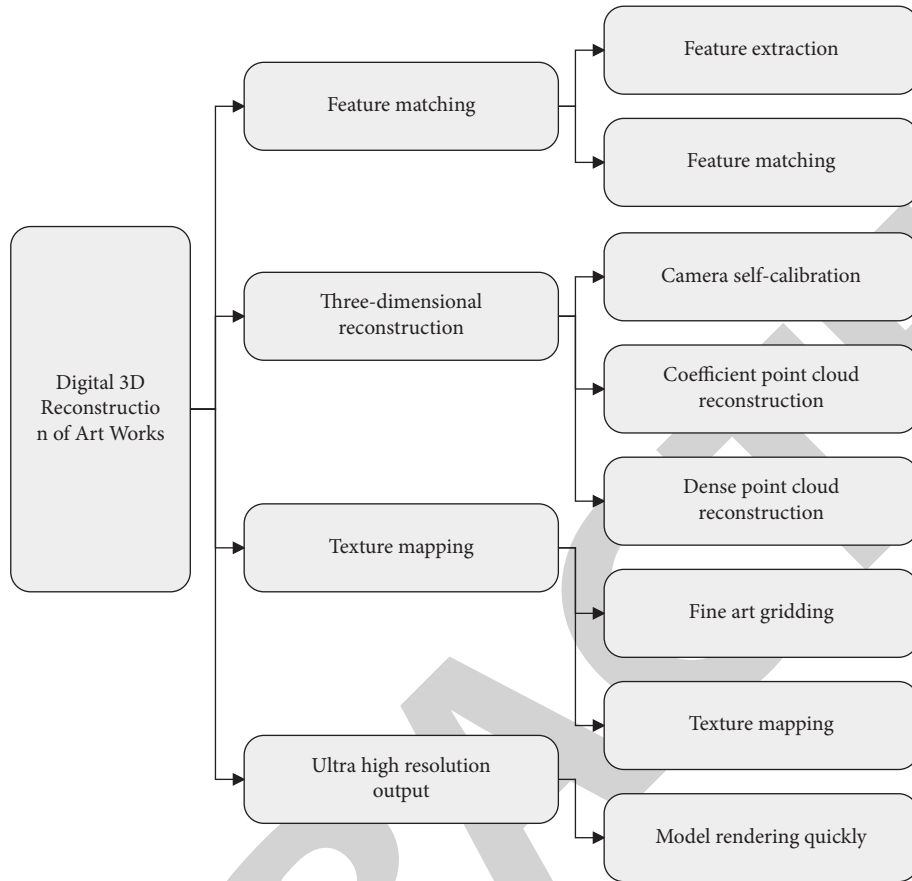 Digital 3D
Reconstructio
n of Art Works
Feature matching
Three-dimensional
reconstruction
Texture mapping
Ultra high resolution
output
Feature extraction
Feature matching
Camera self-calibration
Coefficient point cloud
reconstruction
Dense point cloud
reconstruction
Fine art gridding
Texture mapping
Model rendering quickly